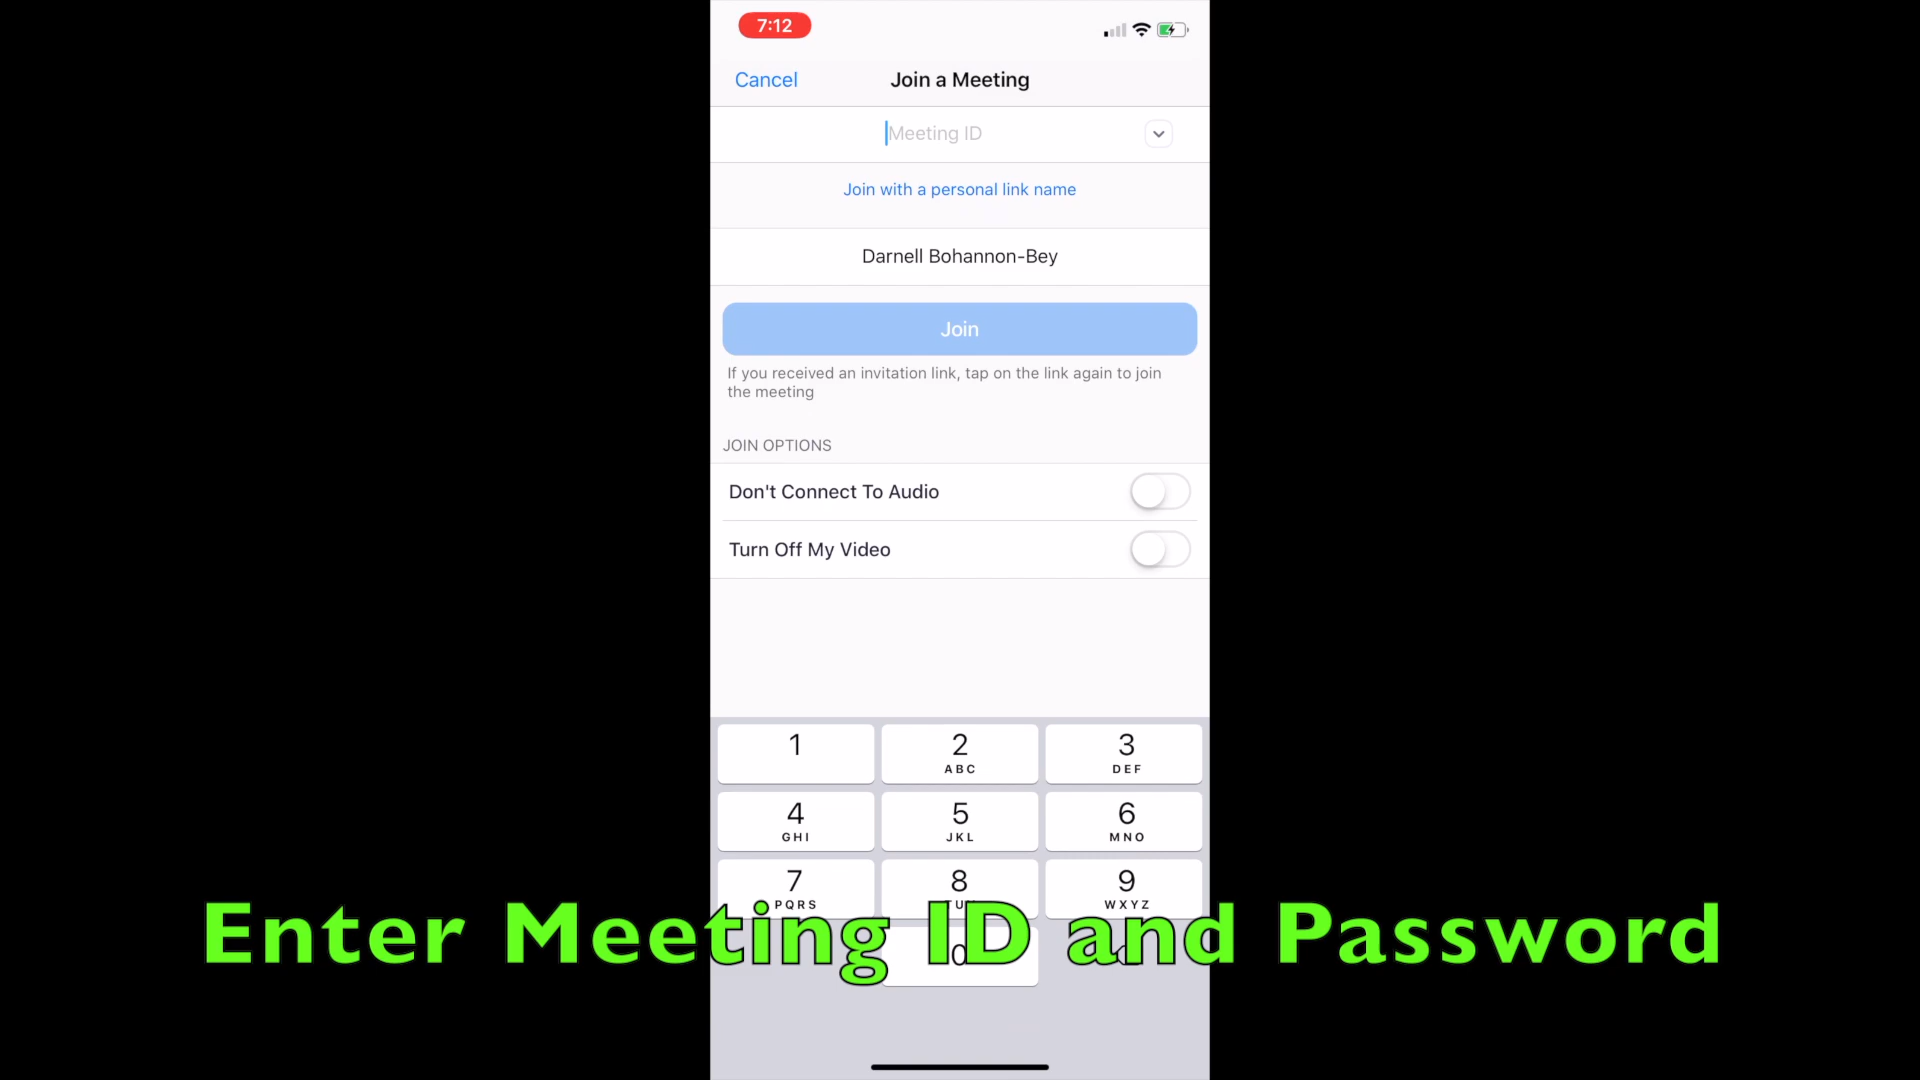 7:12
Cancel
Join a Meeting
Meeting ID
Join with a personal link name
Darnell Bohannon-Bey
Join
If you received an invitation link, tap on the link again to join
the meeting
JOIN OPTIONS
Don't Connect To Audio
Turn Off My Video
1 2 3
ABC DEF
4 5 6
GHI JKL MNO
7 8 9
PQRS TUV WXYZ
0
Enter Meeting ID and Password